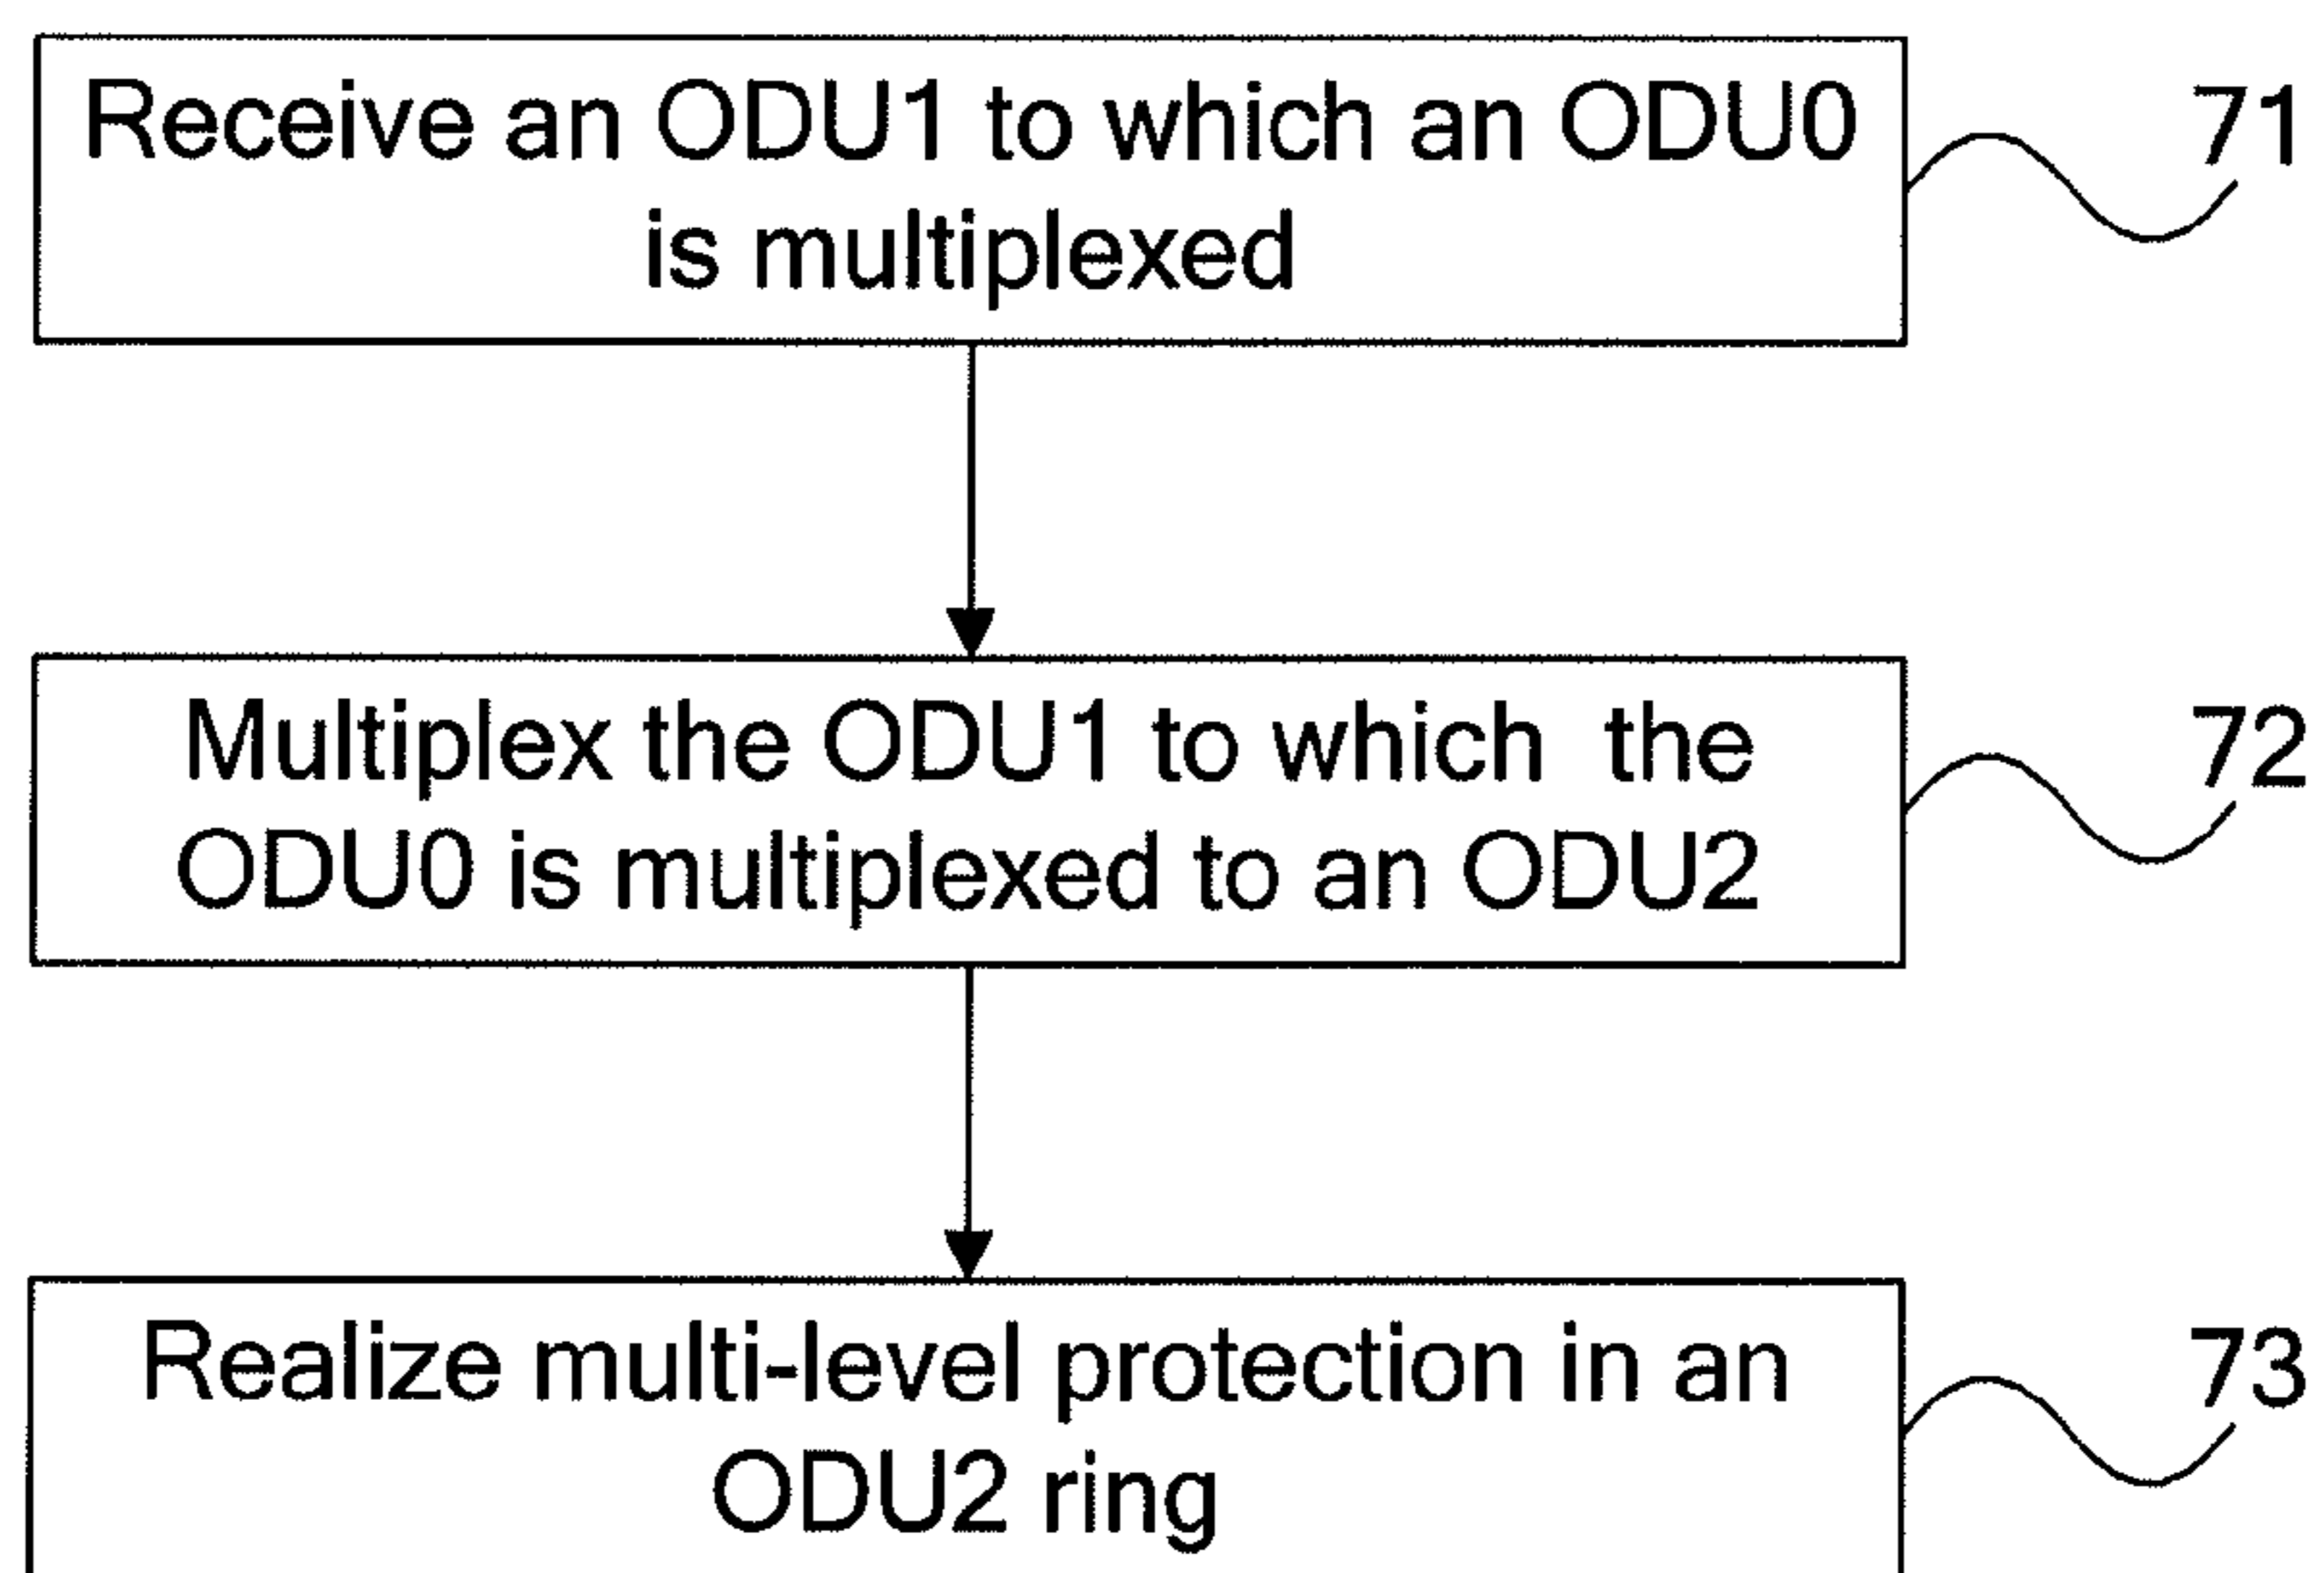 Receive an ODU1 to which an ODU0
is multiplexed
71
Multiplex the ODU1 to which the
ODU0 is multiplexed to an ODU2
72
Realize multi-level protection in an
ODU2 ring
73